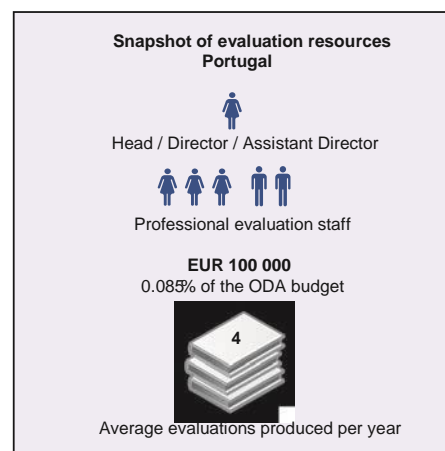 Snapshot of evaluation resources
Portugal
Head / Director / Assistant Director
Professional evaluation staff
EUR 100 000
0.085% of the ODA budget
4
Average evaluations produced per year